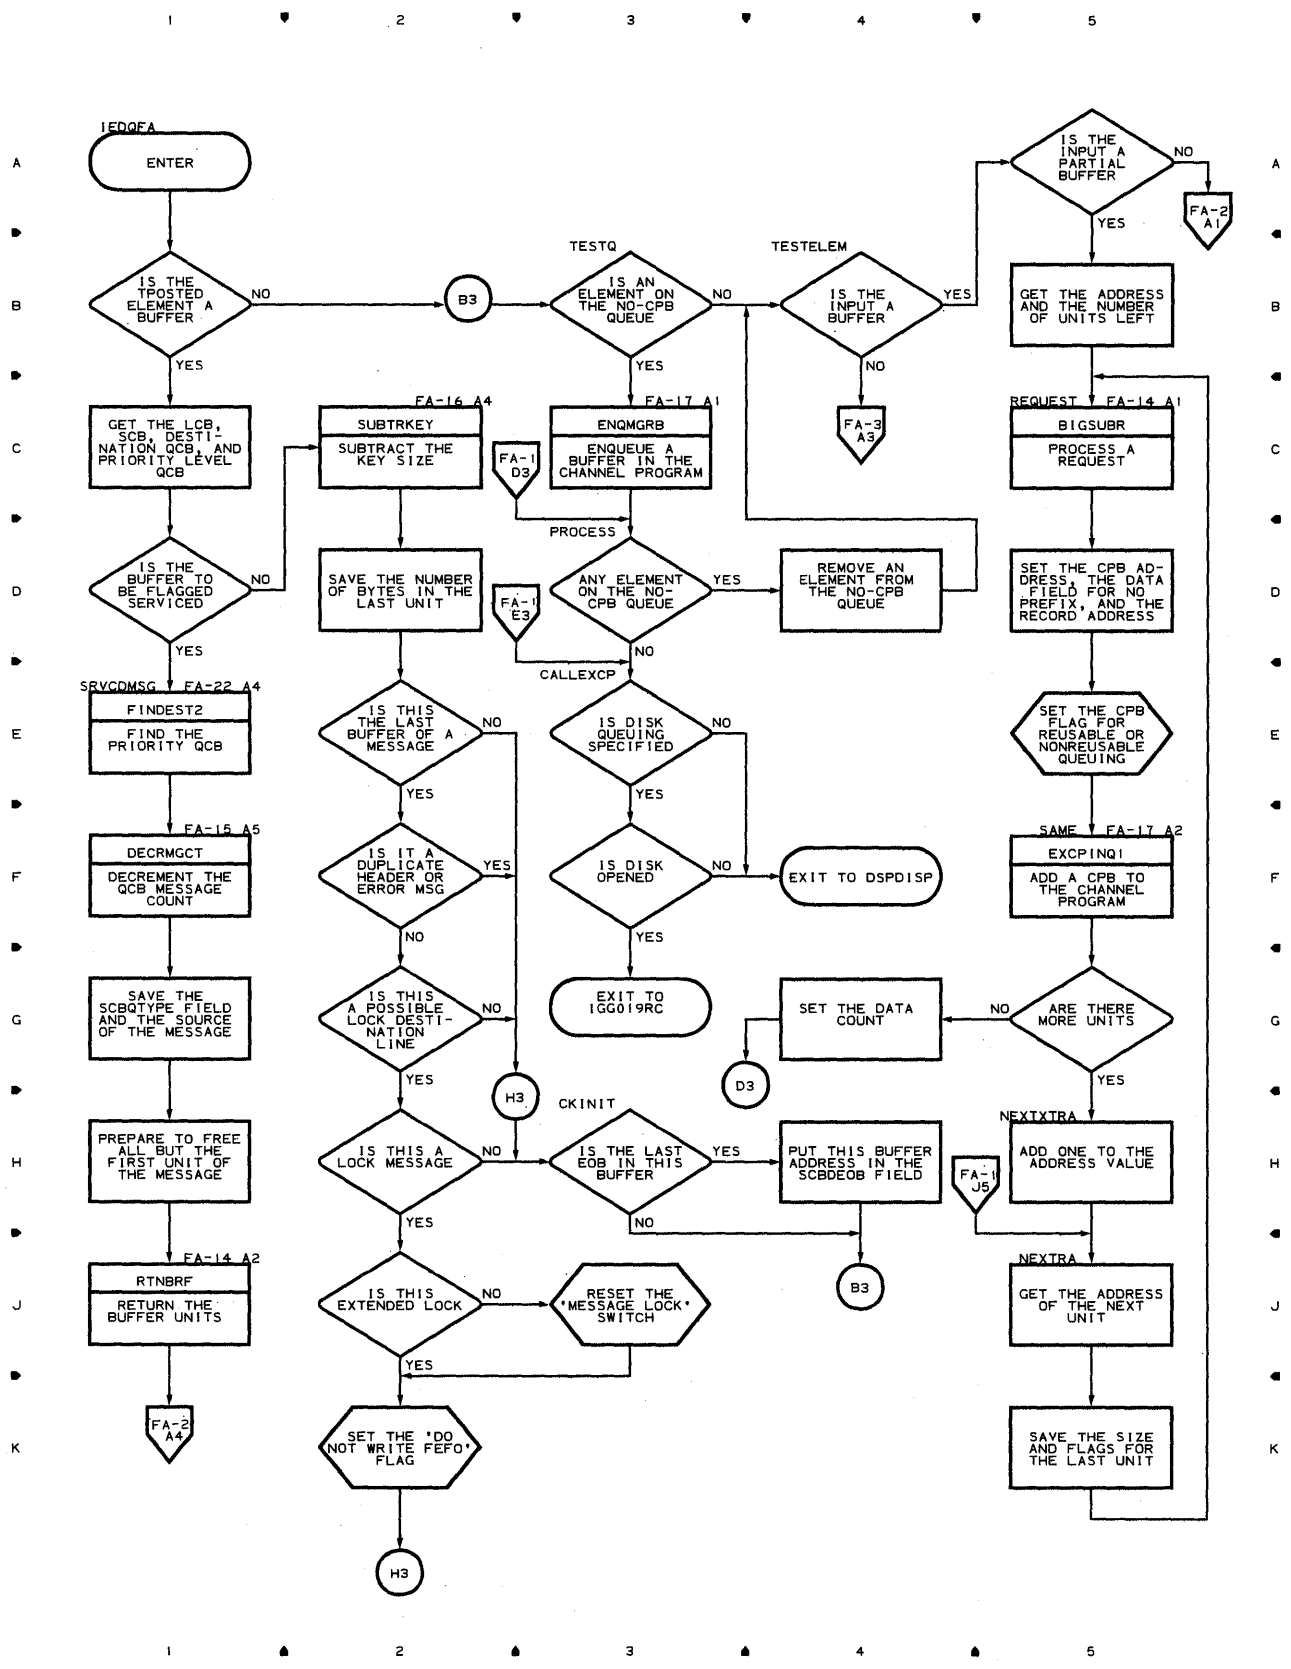 1 2 3 4 5
IEDQFA
A
ENTER
IS THE
INPUT A
PARTIAL
BUFFER
NO
A
FA-2
A1
YES
B
IS THE
TPOSTED
ELEMENT A
BUFFER
NO
B3
TESTQ
IS AN
ELEMENT ON
THE NO-CPB
QUEUE
NO
TESTELEM
IS THE
INPUT A
BUFFER
YES
GET THE ADDRESS
AND THE NUMBER
OF UNITS LEFT
B
YES
YES
NO
C
GET THE LCB,
SCB, DESTI-
NATION QCB, AND
PRIORITY LEVEL
QCB
FA-16 A4
SUBTRKEY
SUBTRACT THE
KEY SIZE
FA-1
D3
FA-17 A1
ENQMGRB
ENQUEUE A
BUFFER IN THE
CHANNEL PROGRAM
FA-3
A3
REQUEST FA-14 A1
BIGSUBR
PROCESS A
REQUEST
C
D
IS THE
BUFFER TO
BE FLAGGED
SERVICED
NO
SAVE THE NUMBER
OF BYTES IN THE
LAST UNIT
FA-1
E3
PROCESS
ANY ELEMENT
ON THE NO-
CPB QUEUE
YES
REMOVE AN
ELEMENT FROM
THE NO-CPB
QUEUE
SET THE CPB AD-
DRESS, THE DATA
FIELD FOR NO
PREFIX, AND THE
RECORD ADDRESS
D
YES
NO
E
SRVCDMSG FA-22 A4
FINDEST2
FIND THE
PRIORITY QCB
IS THIS
THE LAST
BUFFER OF A
MESSAGE
NO
CALLEXCP
IS DISK
QUEUING
SPECIFIED
NO
SET THE CPB
FLAG FOR
REUSABLE OR
NONREUSABLE
QUEUING
E
YES
YES
F
FA-15 A5
DECRMGCT
DECREMENT THE
QCB MESSAGE
COUNT
IS IT A
DUPLICATE
HEADER OR
ERROR MSG
YES
IS DISK
OPENED
NO
EXIT TO DSPDISP
SAME FA-17 A2
EXCPINQ1
ADD A CPB TO
THE CHANNEL
PROGRAM
F
NO
YES
G
SAVE THE
SCBQTYPE FIELD
AND THE SOURCE
OF THE MESSAGE
IS THIS
A POSSIBLE
LOCK DESTI-
NATION
LINE
NO
EXIT TO
IGG019RC
SET THE DATA
COUNT
NO
ARE THERE
MORE UNITS
G
YES
H3
D3
YES
H
PREPARE TO FREE
ALL BUT THE
FIRST UNIT OF
THE MESSAGE
IS THIS A
LOCK MESSAGE
NO
CKINIT
IS THE LAST
EOB IN THIS
BUFFER
YES
PUT THIS BUFFER
ADDRESS IN THE
SCBDEOB FIELD
FA-1
J5
NEXTXTRA
ADD ONE TO THE
ADDRESS VALUE
H
YES
NO
J
FA-14 A2
RTNBRF
RETURN THE
BUFFER UNITS
IS THIS
EXTENDED LOCK
NO
RESET THE
'MESSAGE LOCK'
SWITCH
B3
NEXTRA
GET THE ADDRESS
OF THE NEXT
UNIT
J
YES
K
FA-2
A4
SET THE 'DO
NOT WRITE FEFO'
FLAG
SAVE THE SIZE
AND FLAGS FOR
THE LAST UNIT
K
H3
1 2 3 4 5